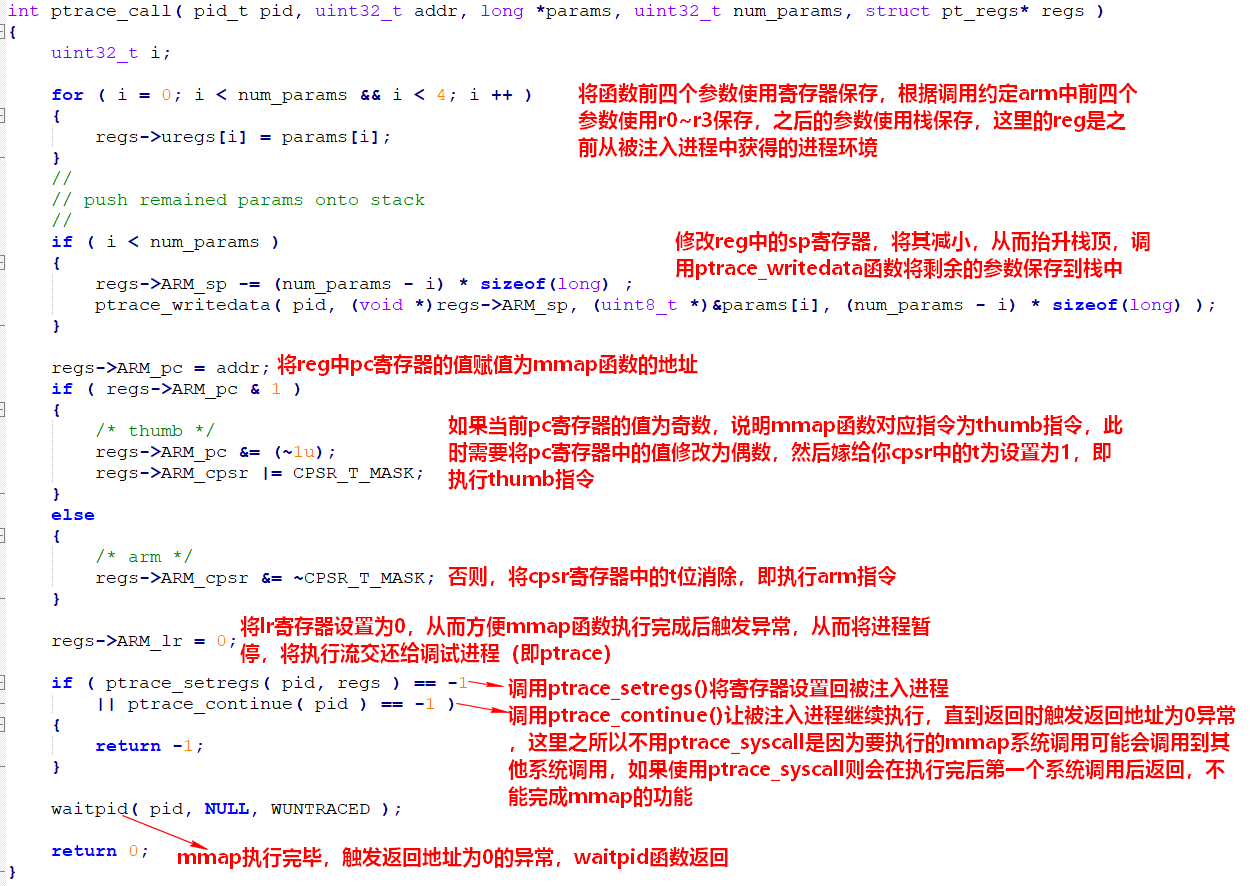 int ptrace_call( pid_t pid, uint32_t addr, long *params, uint32_t num_params, struct pt_regs* regs )
{
uint32_t i;
for ( i = 0; i < num_params && i < 4; i ++ )
{
regs->uregs[i] = params[i];
}
将函数前四个参数使用寄存器保存，根据调用约定arm中前四个
参数使用r0~r3保存，之后的参数使用栈保存，这里的reg是之
前从被注入进程中获得的进程环境
//
// push remained params onto stack
//
if ( i < num_params )
{
regs->ARM_sp -= (num_params - i) * sizeof(long) ;
ptrace_writedata( pid, (void *)regs->ARM_sp, (uint8_t *)&params[i], (num_params - i) * sizeof(long) );
}
修改reg中的sp寄存器，将其减小，从而抬升栈顶，调
用ptrace_writedata函数将剩余的参数保存到栈中
regs->ARM_pc = addr; 将reg中pc寄存器的值赋值为mmap函数的地址
if ( regs->ARM_pc & 1 )
{
/* thumb */
regs->ARM_pc &= (~1u);
regs->ARM_cpsr |= CPSR_T_MASK;
}
如果当前pc寄存器的值为奇数，说明mmap函数对应指令为thumb指令，此
时需要将pc寄存器中的值修改为偶数，然后嫁给你cpsr中的t为设置为1，即
执行thumb指令
else
{
/* arm */
regs->ARM_cpsr &= ~CPSR_T_MASK; 否则，将cpsr寄存器中的t位消除，即执行arm指令
}
regs->ARM_lr = 0;
将lr寄存器设置为0，从而方便mmap函数执行完成后触发异常，从而将进程暂
停，将执行流交还给调试进程（即ptrace）
if ( ptrace_setregs( pid, regs ) == -1
|| ptrace_continue( pid ) == -1 )
{
return -1;
}
调用ptrace_setregs()将寄存器设置回被注入进程
调用ptrace_continue()让被注入进程继续执行，直到返回时触发返回地址为0异常
，这里之所以不用ptrace_syscall是因为要执行的mmap系统调用可能会调用到其
他系统调用，如果使用ptrace_syscall则会在执行完后第一个系统调用后返回，不
能完成mmap的功能
waitpid( pid, NULL, WUNTRACED );
return 0;
mmap执行完毕，触发返回地址为0的异常，waitpid函数返回
}